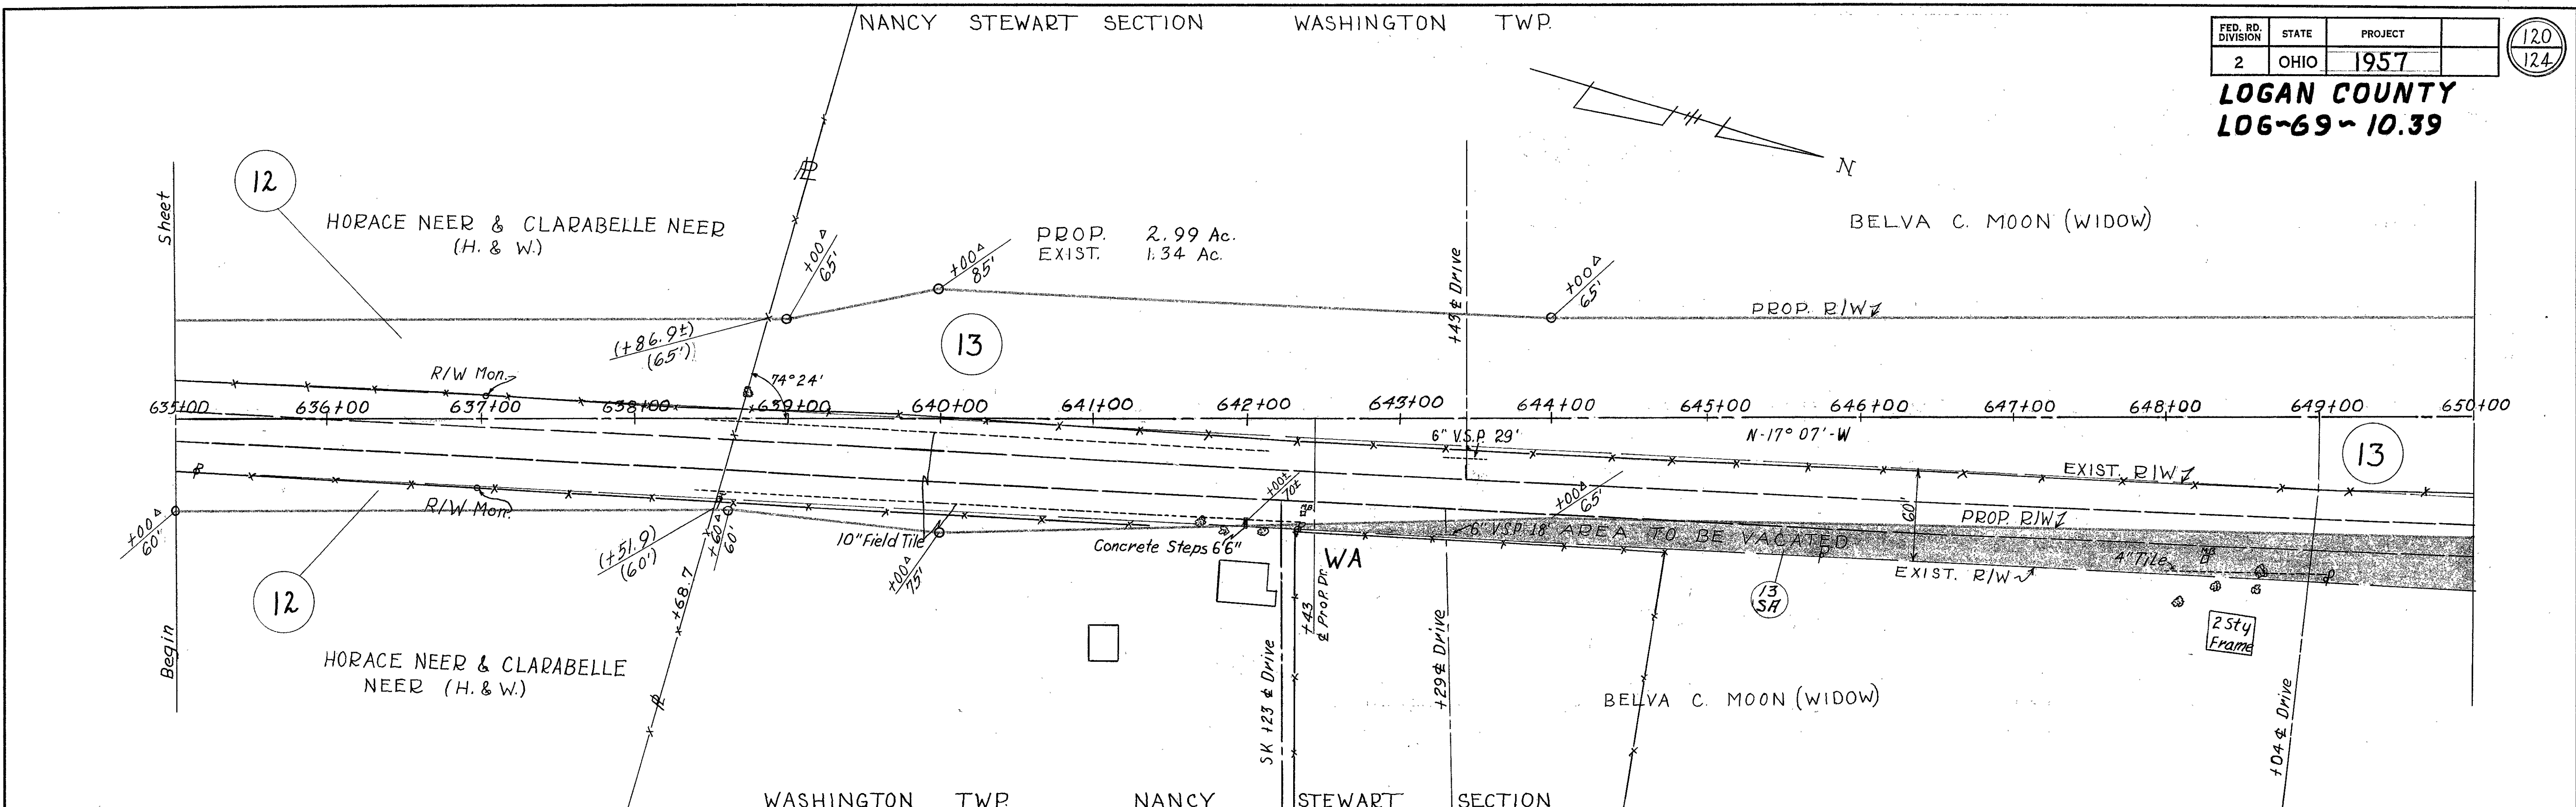 NANCY STEWART SECTION WASHINGTON TWP.
FED. RD. DIVISION STATE PROJECT
2 OHIO 1957
120
124
LOGAN COUNTY
LOG-69-10.39
Sheet
12
HORACE NEER & CLARABELLE NEER
(H. & W.)
PL
+00
65'
PROP. 2.99 Ac.
EXIST. 1.34 Ac.
+00
85'
N
BELVA C. MOON (WIDOW)
+43 ℄ Drive
+00
65'
PROP. R/W
(+86.9±)
(65')
13
R/W Mon.
74°24'
635+00 636+00 637+00 638+00 639+00 640+00 641+00 642+00 643+00 644+00 645+00 646+00 647+00 648+00 649+00 650+00
6" V.S.P. 29'
N-17°07'-W
EXIST. R/W
13
R/W Mon.
+00
60'
(+51.9)
(60')
+60
60'
10" Field Tile
+00
75'
Concrete Steps 6'6"
+00±
70±
+00
65'
60'
PROP. R/W
6" V.S.P. 18' AREA TO BE VACATED
4" Tile
EXIST. R/W
WA
13
SH
12
+68.7
+43
℄ Prop. Dr.
SK +23 ℄ Drive
+29 ℄ Drive
2 Sty
Frame
Begin
HORACE NEER & CLARABELLE
NEER (H. & W.)
PL
BELVA C. MOON (WIDOW)
+04 ℄ Drive
WASHINGTON TWP. NANCY STEWART SECTION